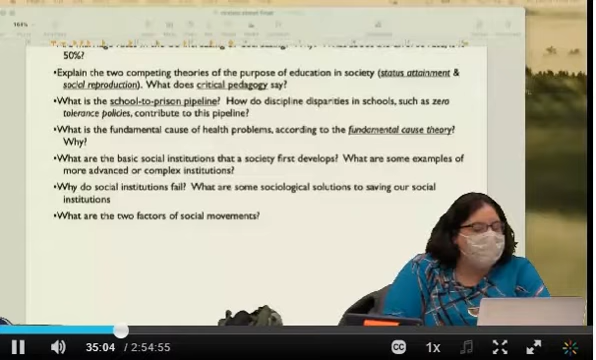 50%?
•Explain the two competing theories of the purpose of education in society (status attainment &
social reproduction). What does critical pedagogy say?
•What is the school-to-prison pipeline? How do discipline disparities in schools, such as zero
tolerance policies, contribute to this pipeline?
•What is the fundamental cause of health problems, according to the fundamental cause theory?
Why?
•What are the basic social institutions that a society first develops? What are some examples of
more advanced or complex institutions?
•Why do social institutions fail? What are some sociological solutions to saving our social
institutions
•What are the two factors of social movements?
35:04 / 2:54:55
CC 1x